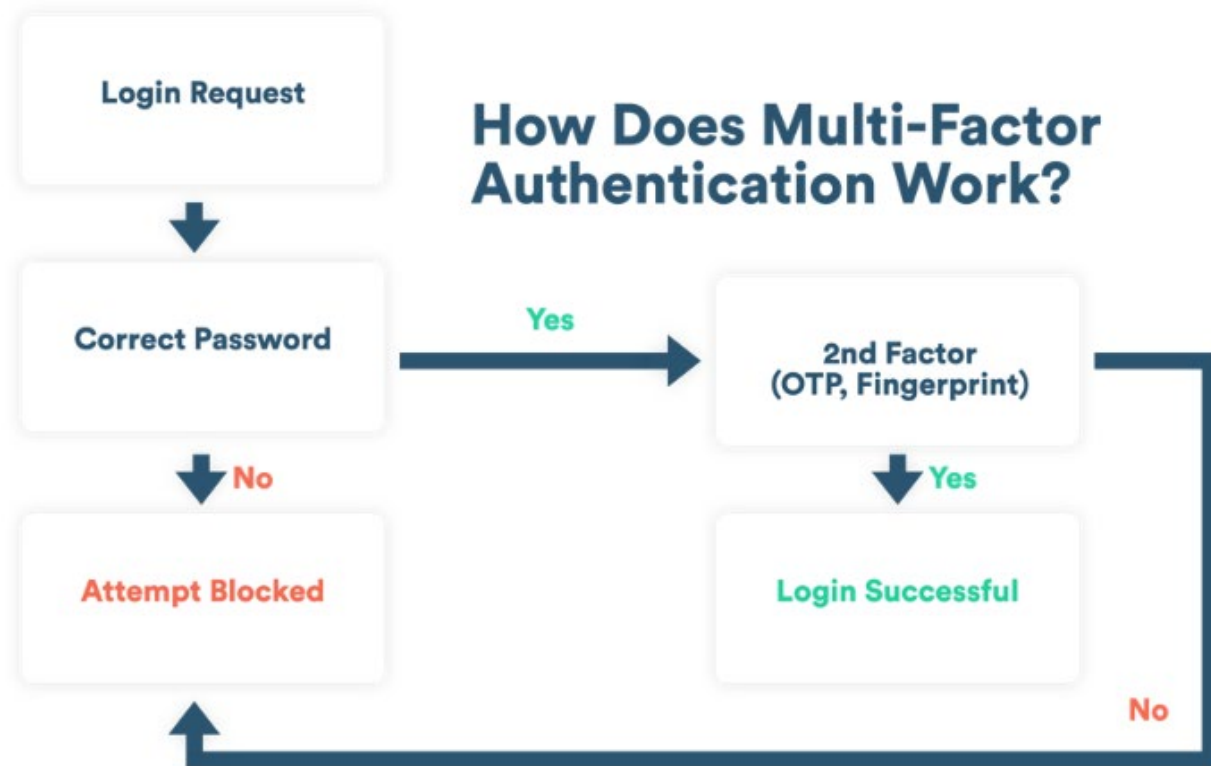 Login Request
How Does Multi-Factor
Authentication Work?
Correct Password
Yes
2nd Factor
(OTP, Fingerprint)
No
Yes
Attempt Blocked
Login Successful
No